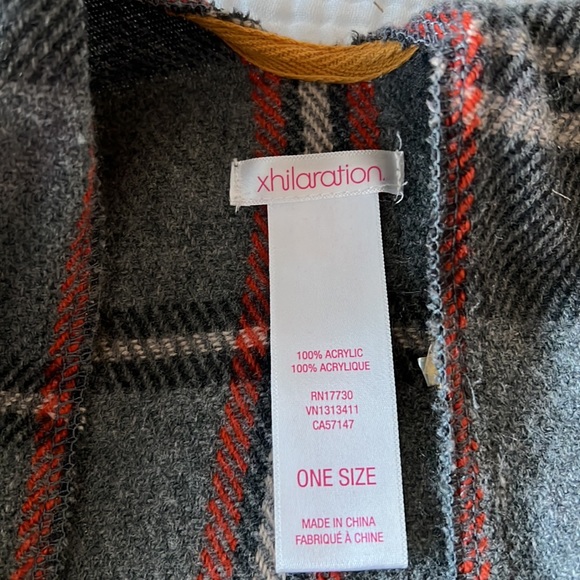 xhilaration
100% ACRYLIC
100% ACRYLIQUE
RN17730
VN1313411
CA57147
ONE SIZE
MADE IN CHINA
FABRIQUÉ À CHINE